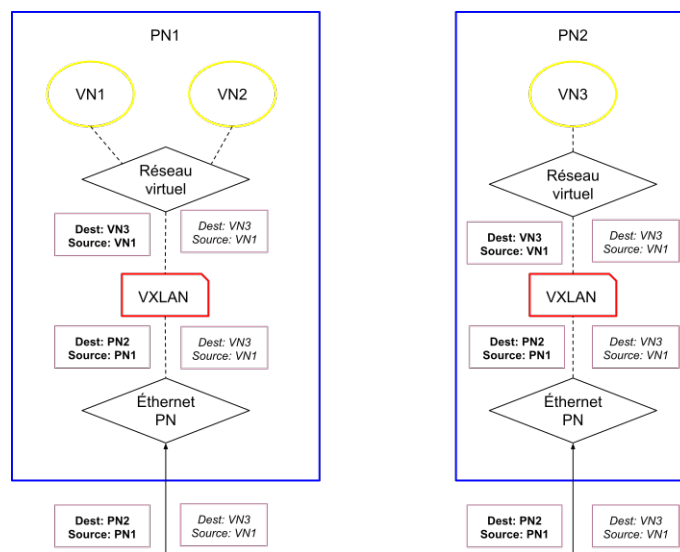 PN1
VN1
VN2
Réseau
virtuel
Dest: VN3
Source: VN1
Dest: VN3
Source: VN1
VXLAN
Dest: PN2
Source: PN1
Dest: VN3
Source: VN1
Éthernet
PN
Dest: PN2
Source: PN1
Dest: VN3
Source: VN1
PN2
VN3
Réseau
virtuel
Dest: VN3
Source: VN1
Dest: VN3
Source: VN1
VXLAN
Dest: PN2
Source: PN1
Dest: VN3
Source: VN1
Éthernet
PN
Dest: PN2
Source: PN1
Dest: VN3
Source: VN1